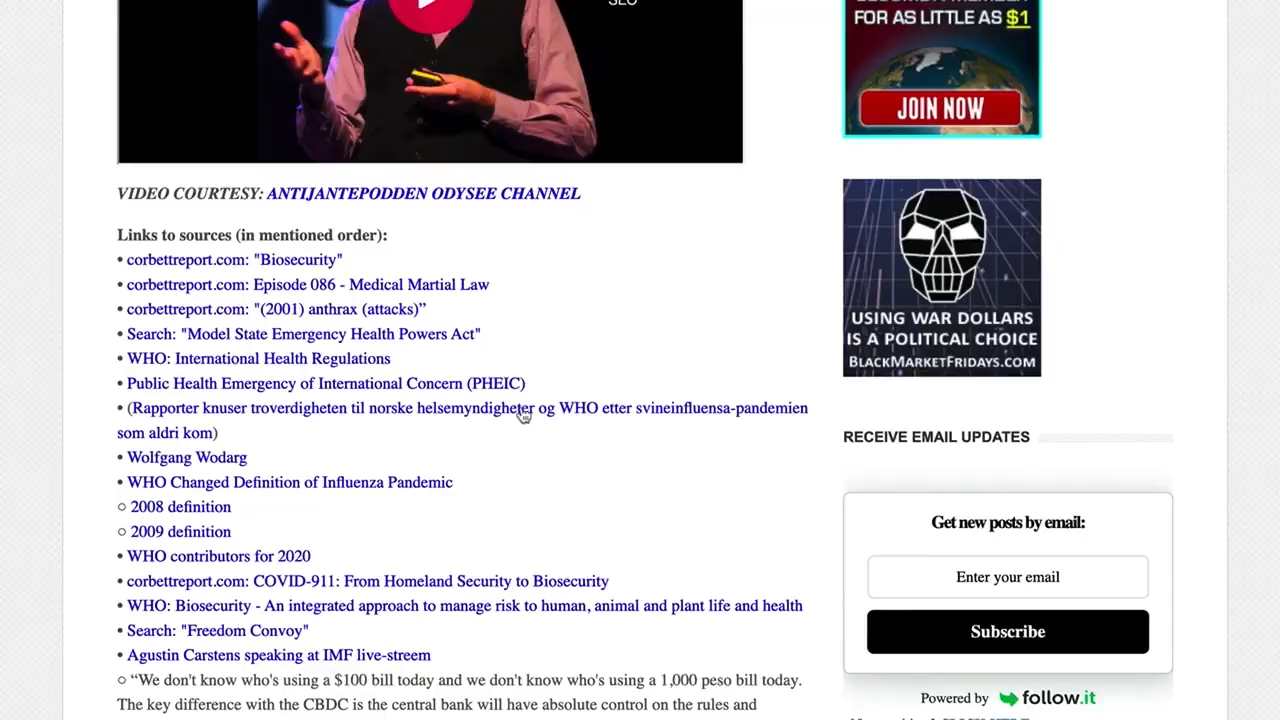 FOR AS LITTLE AS $1
JOIN NOW
VIDEO COURTESY: ANTIJANTEPODDEN ODYSEE CHANNEL
Links to sources (in mentioned order):
• corbettreport.com: "Biosecurity"
• corbettreport.com: Episode 086 - Medical Martial Law
• corbettreport.com: "(2001) anthrax (attacks)”
• Search: "Model State Emergency Health Powers Act"
• WHO: International Health Regulations
• Public Health Emergency of International Concern (PHEIC)
• (Rapporter knuser troverdigheten til norske helsemyndigheter og WHO etter svineinfluensa-pandemien
som aldri kom)
• Wolfgang Wodarg
• WHO Changed Definition of Influenza Pandemic
○ 2008 definition
○ 2009 definition
• WHO contributors for 2020
• corbettreport.com: COVID-911: From Homeland Security to Biosecurity
• WHO: Biosecurity - An integrated approach to manage risk to human, animal and plant life and health
• Search: "Freedom Convoy"
• Agustin Carstens speaking at IMF live-streem
○ “We don't know who's using a $100 bill today and we don't know who's using a 1,000 peso bill today.
The key difference with the CBDC is the central bank will have absolute control on the rules and
USING WAR DOLLARS
IS A POLITICAL CHOICE
BLACKMARKETFRIDAYS.COM
RECEIVE EMAIL UPDATES
Get new posts by email:
Enter your email
Subscribe
Powered by follow.it